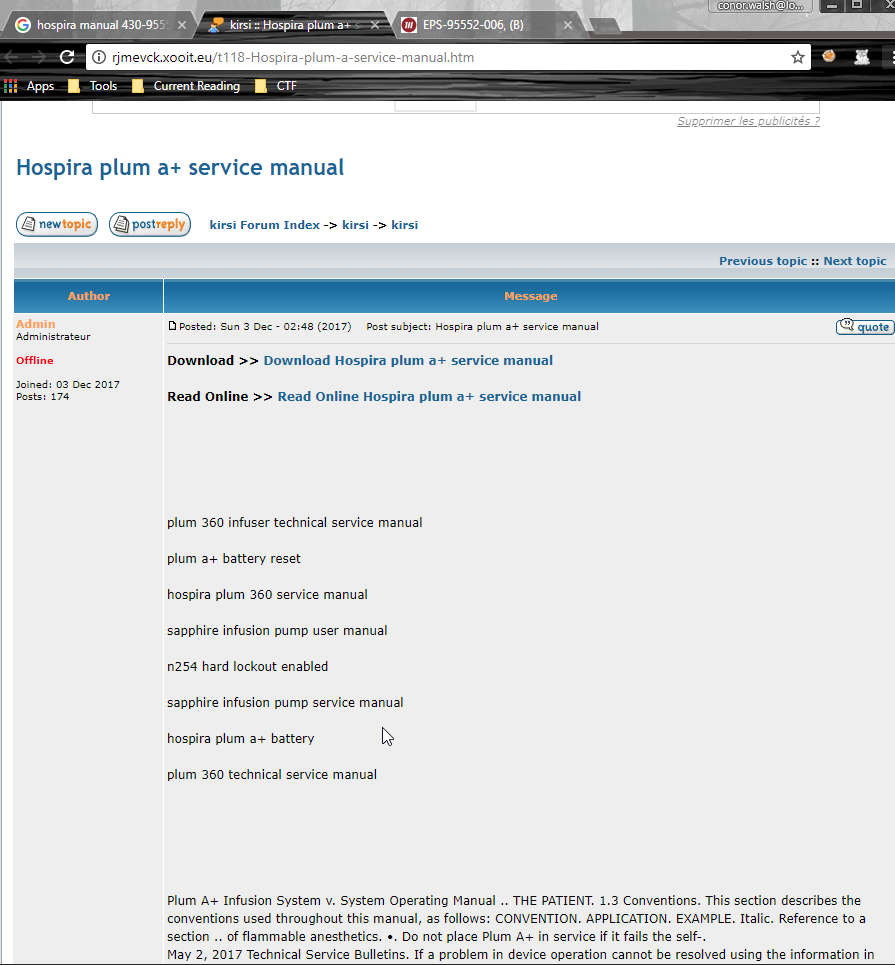 conor.walsh@lo...
hospira manual 430-955
kirsi :: Hospira plum a+
EPS-95552-006, (B)
rjmevck.xooit.eu/t118-Hospira-plum-a-service-manual.htm
Apps Tools Current Reading CTF
Supprimer les publicités ?
Hospira plum a+ service manual
newtopic postreply kirsi Forum Index -> kirsi -> kirsi
Previous topic :: Next topic
Author Message
Admin
Administrateur
Offline
Joined: 03 Dec 2017
Posts: 174
Posted: Sun 3 Dec - 02:48 (2017) Post subject: Hospira plum a+ service manual
quote
Download >> Download Hospira plum a+ service manual
Read Online >> Read Online Hospira plum a+ service manual
plum 360 infuser technical service manual
plum a+ battery reset
hospira plum 360 service manual
sapphire infusion pump user manual
n254 hard lockout enabled
sapphire infusion pump service manual
hospira plum a+ battery
plum 360 technical service manual
Plum A+ Infusion System v. System Operating Manual .. THE PATIENT. 1.3 Conventions. This section describes the
conventions used throughout this manual, as follows: CONVENTION. APPLICATION. EXAMPLE. Italic. Reference to a
section .. of flammable anesthetics. •. Do not place Plum A+ in service if it fails the self-.
May 2, 2017 Technical Service Bulletins. If a problem in device operation cannot be resolved using the information in